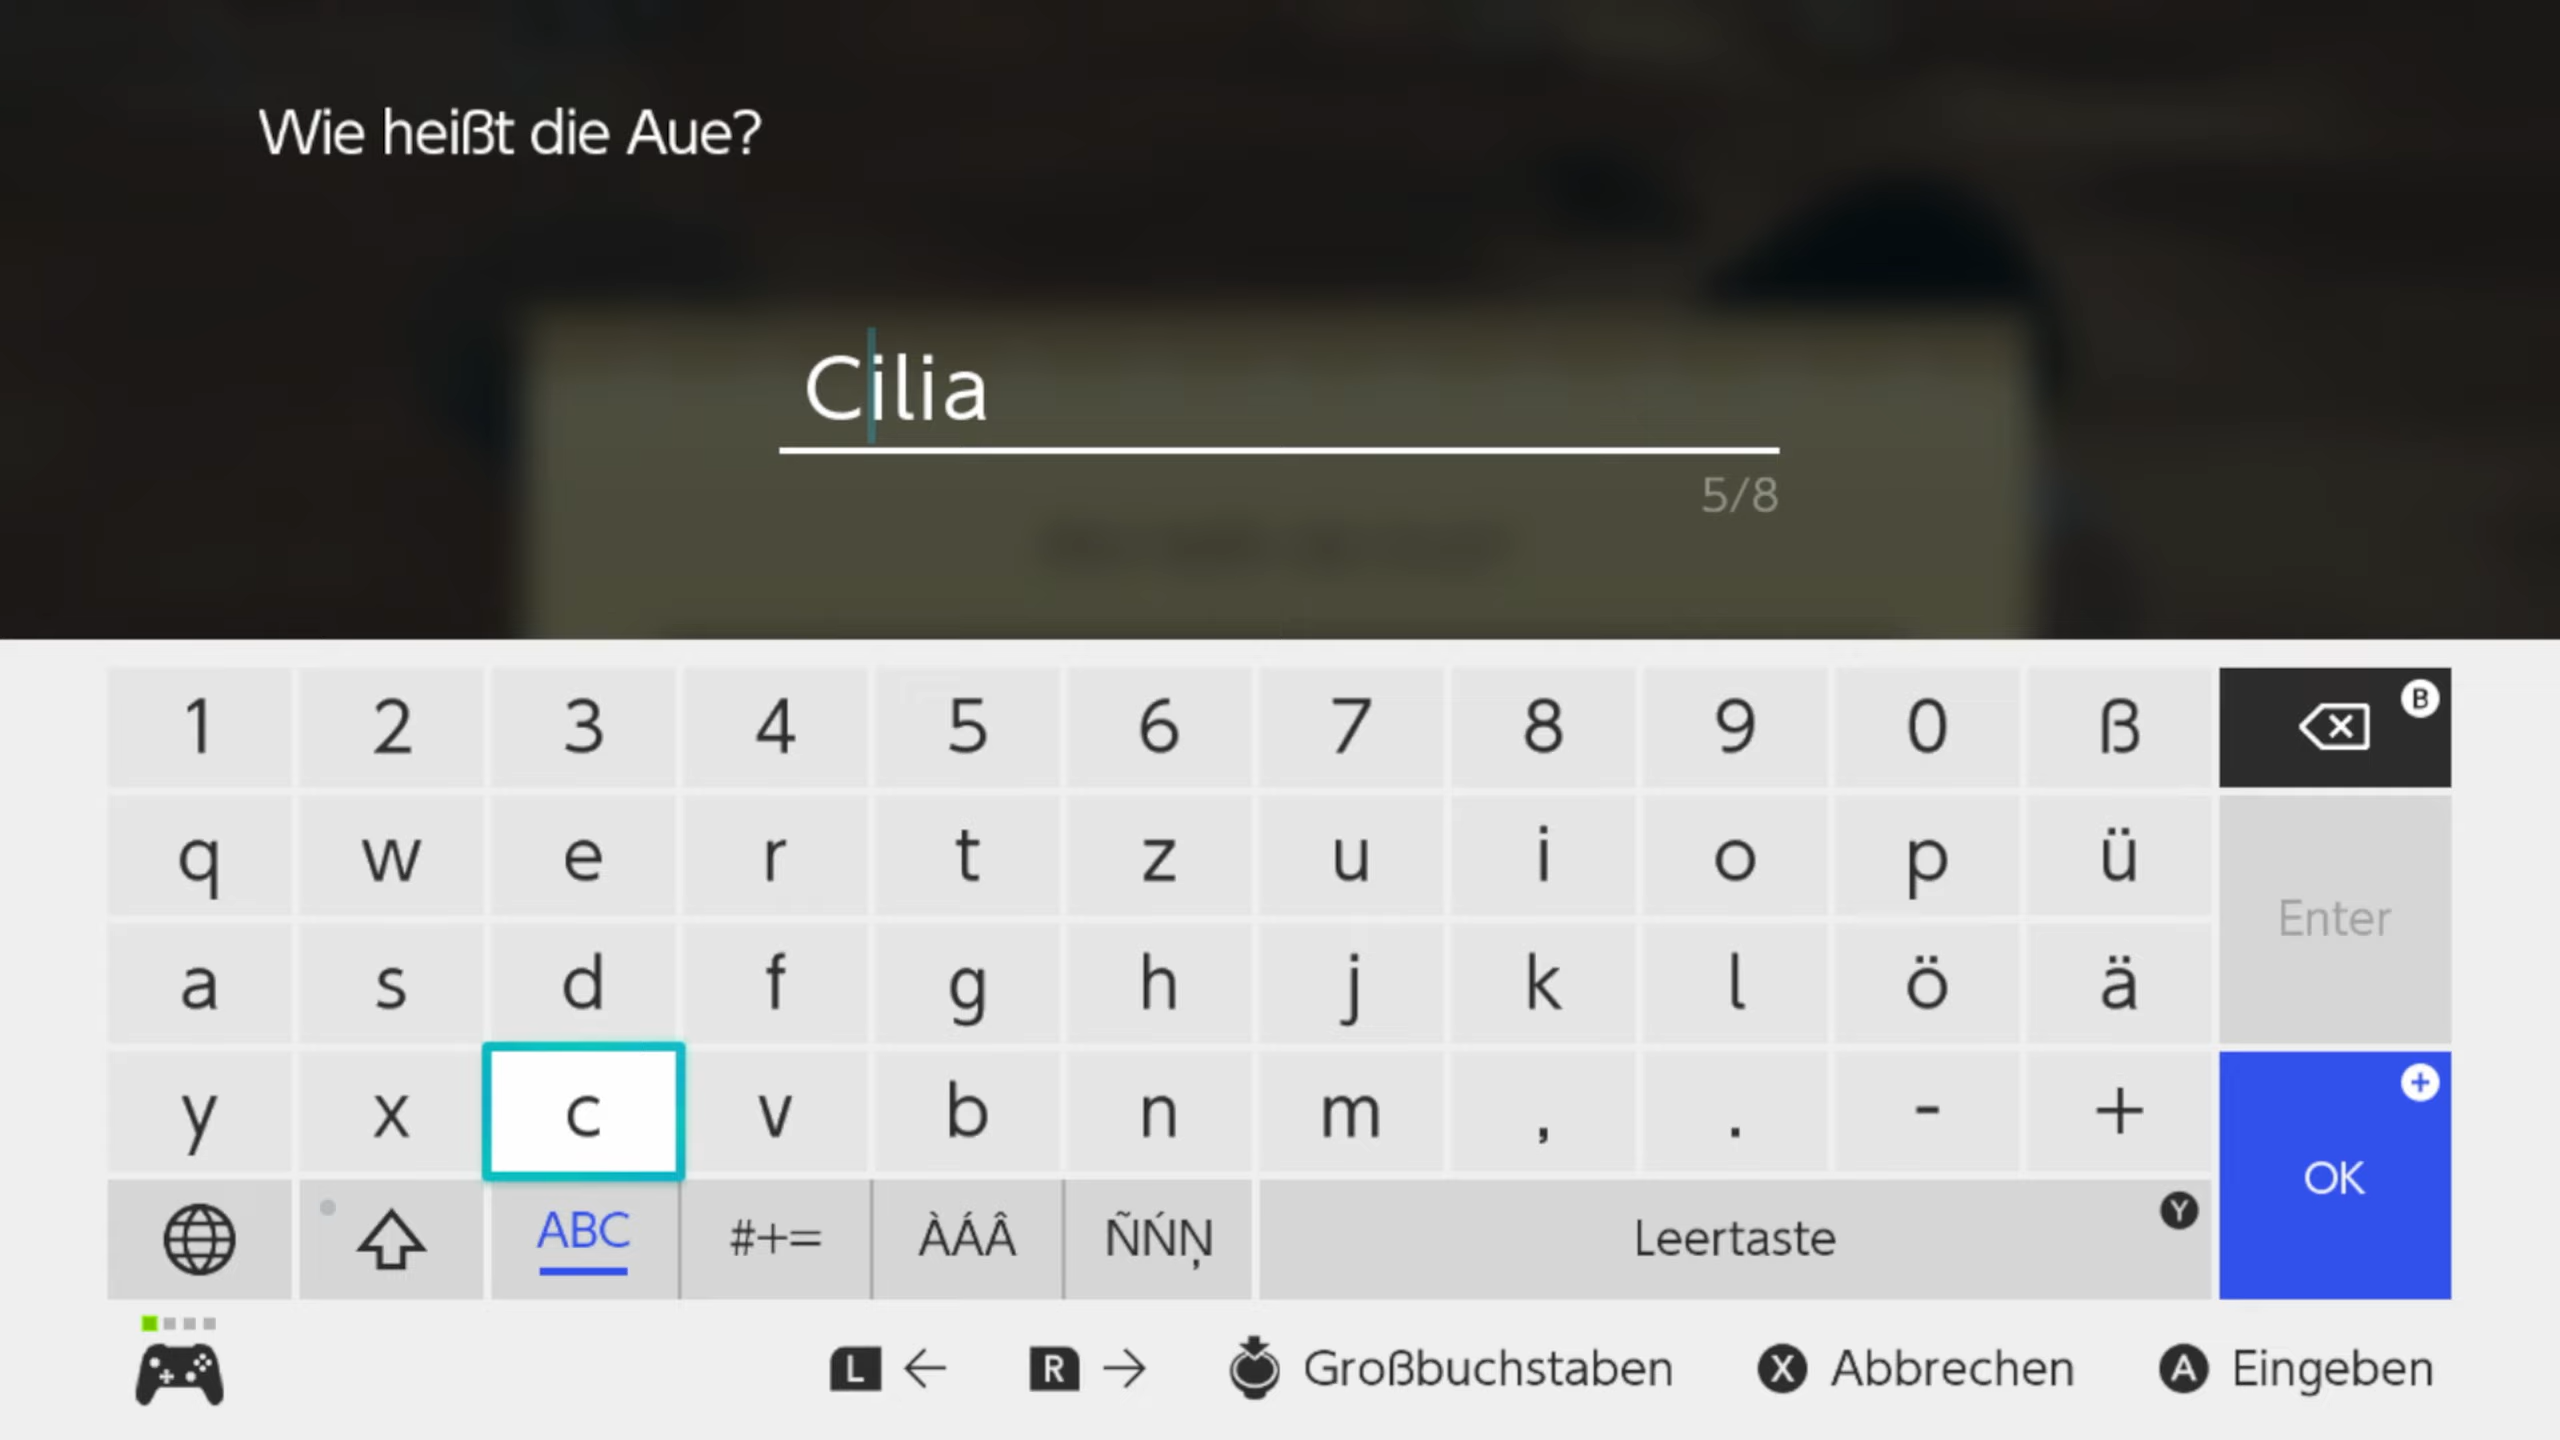 Wie heißt die Aue?
Cilia
5/8
1 2 3 4 5 6 7 8 9 0 ß B
q w e r t z u i o p ü Enter
a s d f g h j k l ö ä
y x c v b n m , . - + +
ABC #+= ÀÁÂ ÑŃŅ Leertaste Y OK
L ← R → Großbuchstaben X Abbrechen A Eingeben